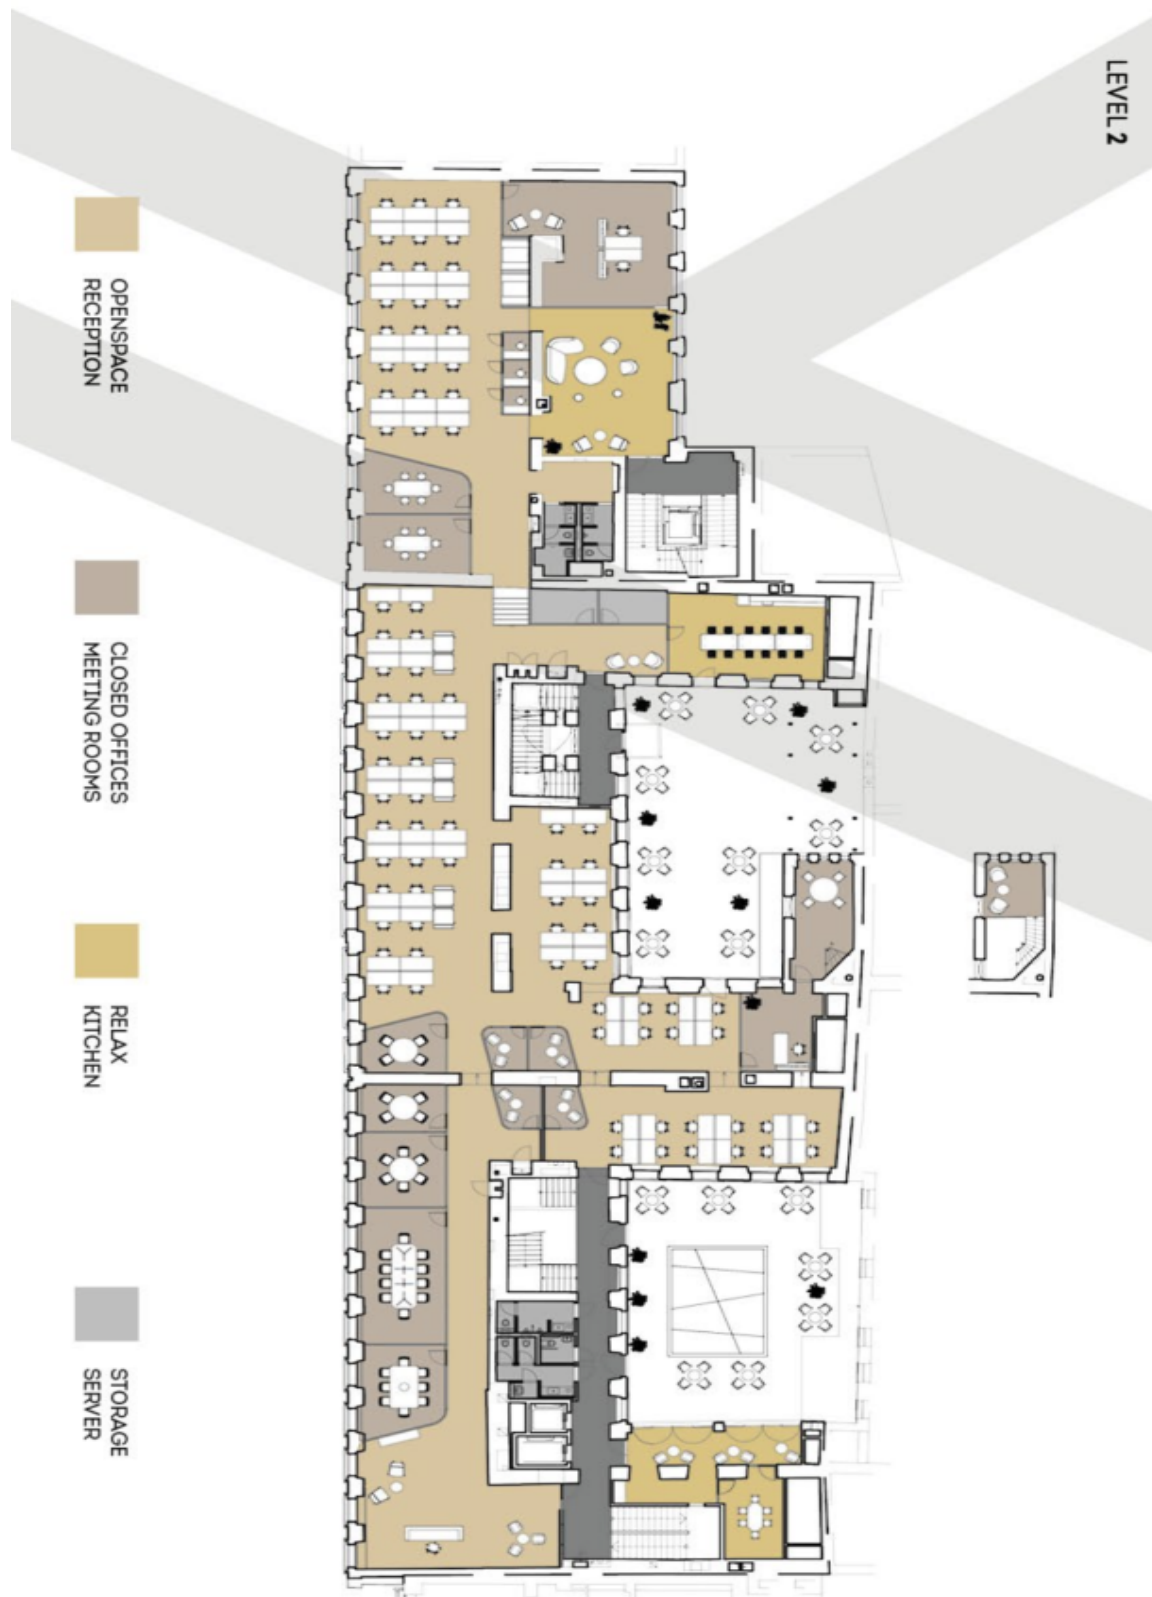 LEVEL 2
OPENSPACE
RECEPTION
CLOSED OFFICES
MEETING ROOMS
RELAX
KITCHEN
STORAGE
SERVER